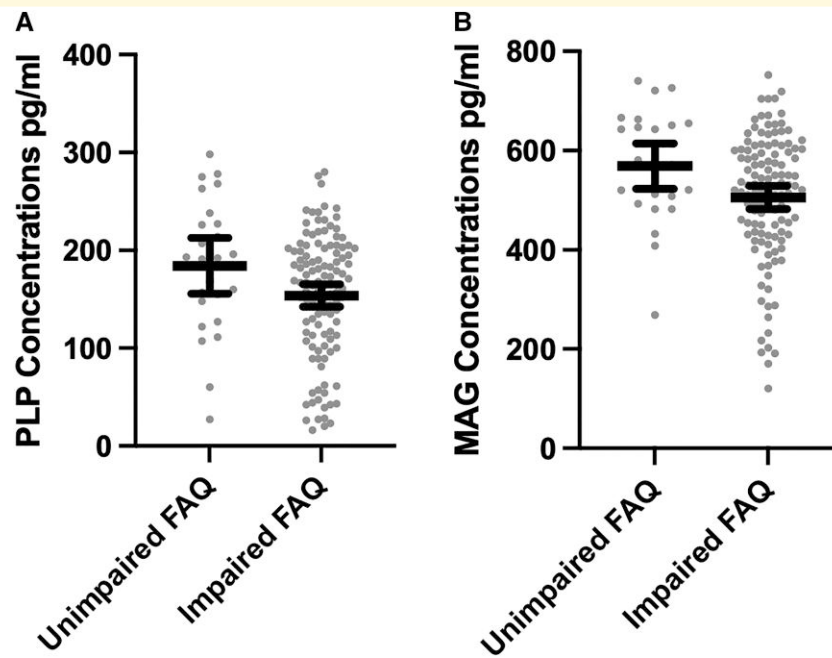 A
PLP Concentrations pg/ml
400
300
200
100
0
Unimpaired FAQ
Impaired FAQ
B
MAG Concentrations pg/ml
800
600
400
200
0
Unimpaired FAQ
Impaired FAQ